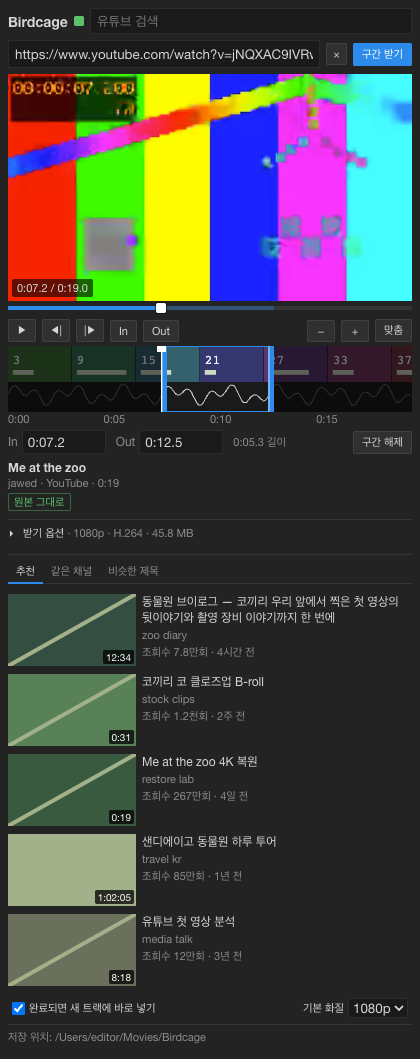 Birdcage
유튜브 검색
https://www.youtube.com/watch?v=jNQXAC9IVRw
×
구간 받기
00:00:07.200
0:07.2 / 0:19.0
In
Out
−
+
맞춤
3 9 15 21 27 33 37
0:00 0:05 0:10 0:15
In 0:07.2 Out 0:12.5 0:05.3 길이
구간 해제
Me at the zoo
jawed · YouTube · 0:19
원본 그대로
받기 옵션 · 1080p · H.264 · 45.8 MB
추천 같은 채널 비슷한 제목
동물원 브이로그 — 코끼리 우리 앞에서 찍은 첫 영상의
뒷이야기와 촬영 장비 이야기까지 한 번에
zoo diary
조회수 7.8만회 · 4시간 전
12:34
코끼리 코 클로즈업 B-roll
stock clips
조회수 1.2천회 · 2주 전
0:31
Me at the zoo 4K 복원
restore lab
조회수 267만회 · 4일 전
0:19
샌디에이고 동물원 하루 투어
travel kr
조회수 85만회 · 1년 전
1:02:05
유튜브 첫 영상 분석
media talk
조회수 12만회 · 3년 전
8:18
완료되면 새 트랙에 바로 넣기
기본 화질 1080p
저장 위치: /Users/editor/Movies/Birdcage